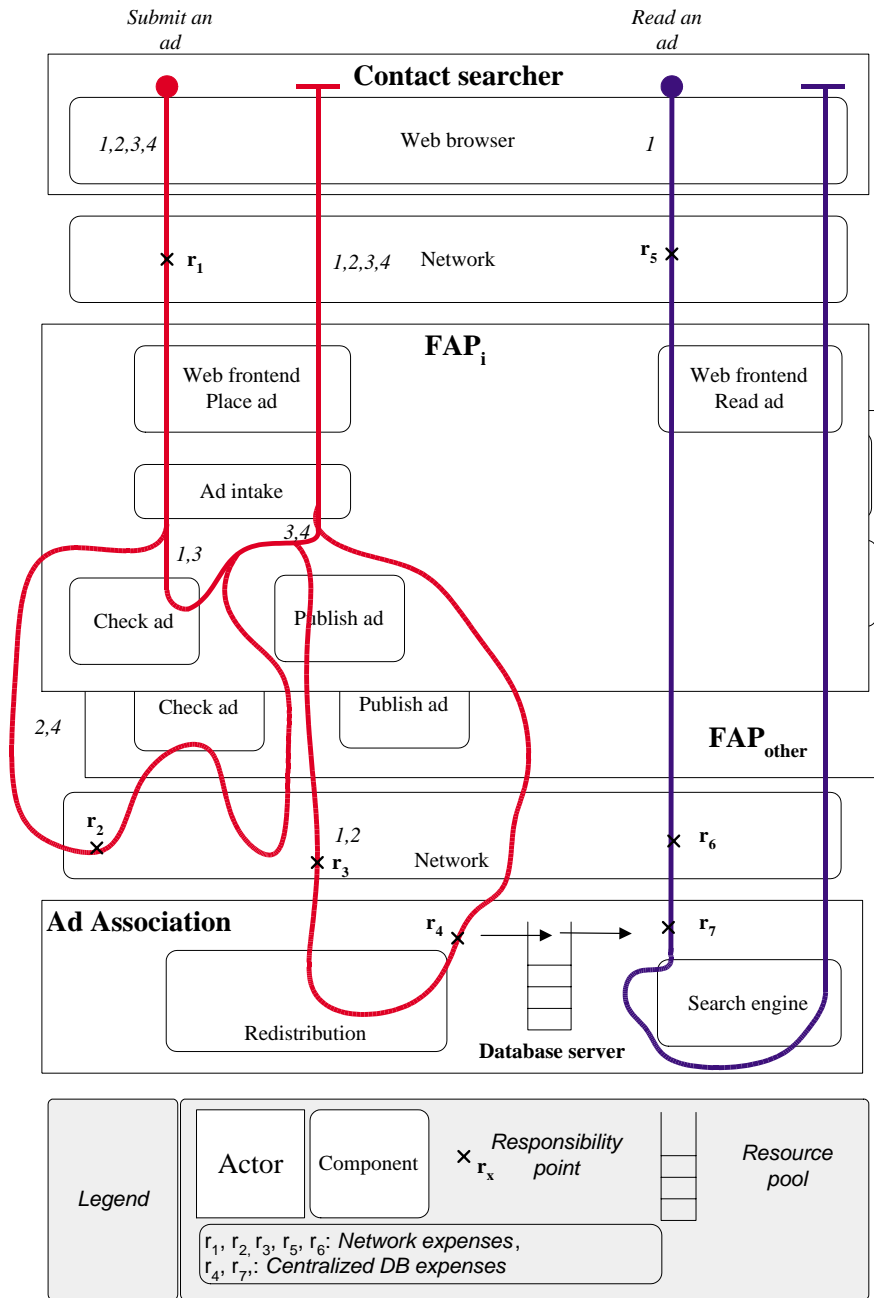 Submit an
ad
Read an
ad
Contact searcher
1,2,3,4
Web browser
1
r1
1,2,3,4
Network
r5
FAPi
Web frontend
Place ad
Web frontend
Read ad
Ad intake
1,3
3,4
Check ad
Publish ad
2,4
Check ad
Publish ad
FAPother
r2
1,2
r3
Network
r6
Ad Association
r4
r7
Redistribution
Database server
Search engine
Legend
Actor
Component
rx
Responsibility
point
Resource
pool
r1, r2, r3, r5, r6: Network expenses,
r4, r7,: Centralized DB expenses